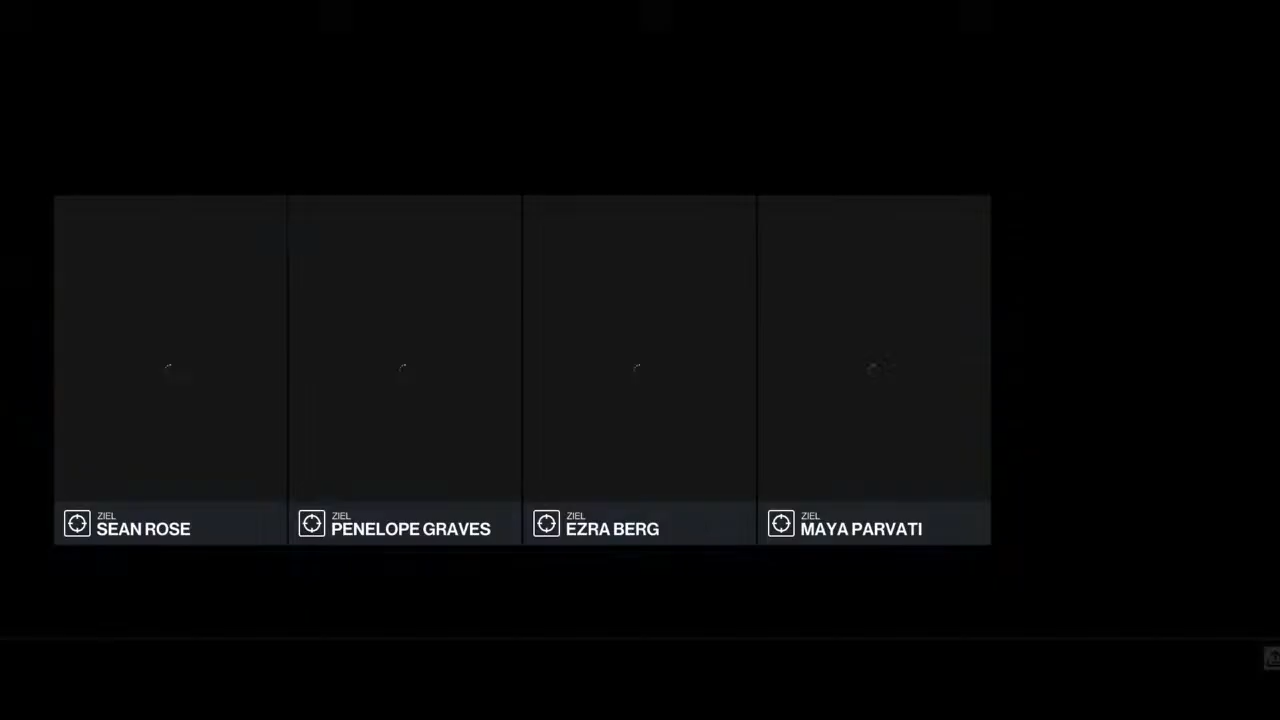 ZIEL
SEAN ROSE
ZIEL
PENELOPE GRAVES
ZIEL
EZRA BERG
ZIEL
MAYA PARVATI